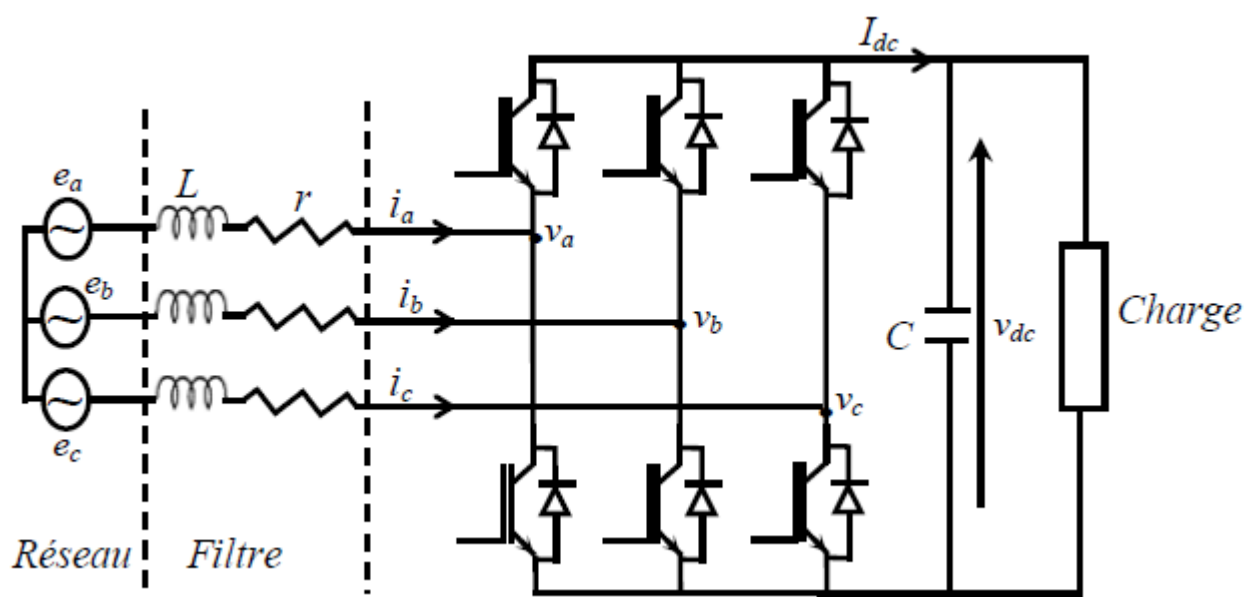 I_dc
e_a
L
r
i_a
v_a
e_b
i_b
v_b
C
v_dc
Charge
i_c
v_c
e_c
Réseau
Filtre